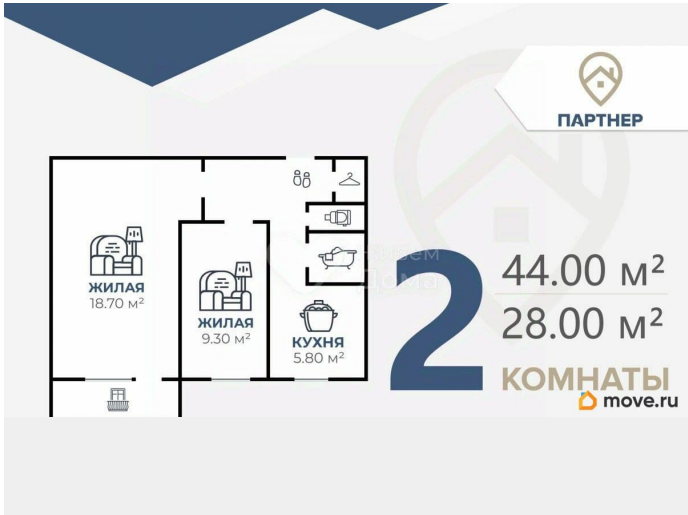 ПАРТНЕР
ЖИЛАЯ
18.70 м²
ЖИЛАЯ
9.30 м²
КУХНЯ
5.80 м²
2
44.00 м²
28.00 м²
КОМНАТЫ
move.ru
Дома